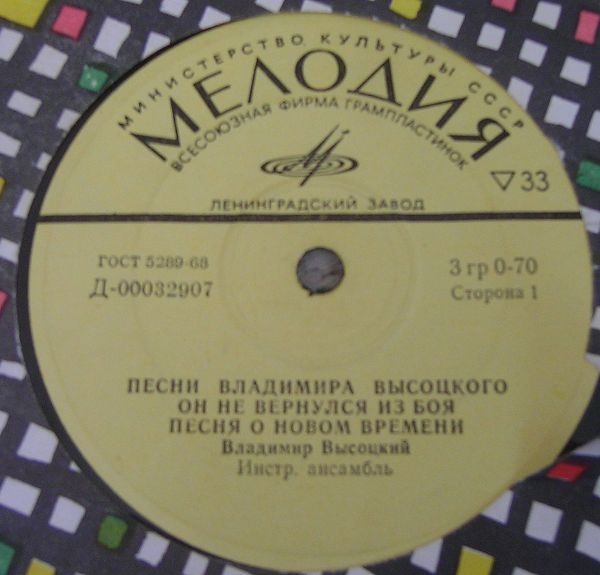 МИНИСТЕРСТВО КУЛЬТУРЫ СССР
МЕЛОДИЯ
ВСЕСОЮЗНАЯ ФИРМА ГРАМПЛАСТИНОК
▽33
ЛЕНИНГРАДСКИЙ ЗАВОД
ГОСТ 5289-68
Д-00032907
3 гр 0-70
Сторона 1
ПЕСНИ ВЛАДИМИРА ВЫСОЦКОГО
ОН НЕ ВЕРНУЛСЯ ИЗ БОЯ
ПЕСНЯ О НОВОМ ВРЕМЕНИ
Владимир Высоцкий
Инстр. ансамбль